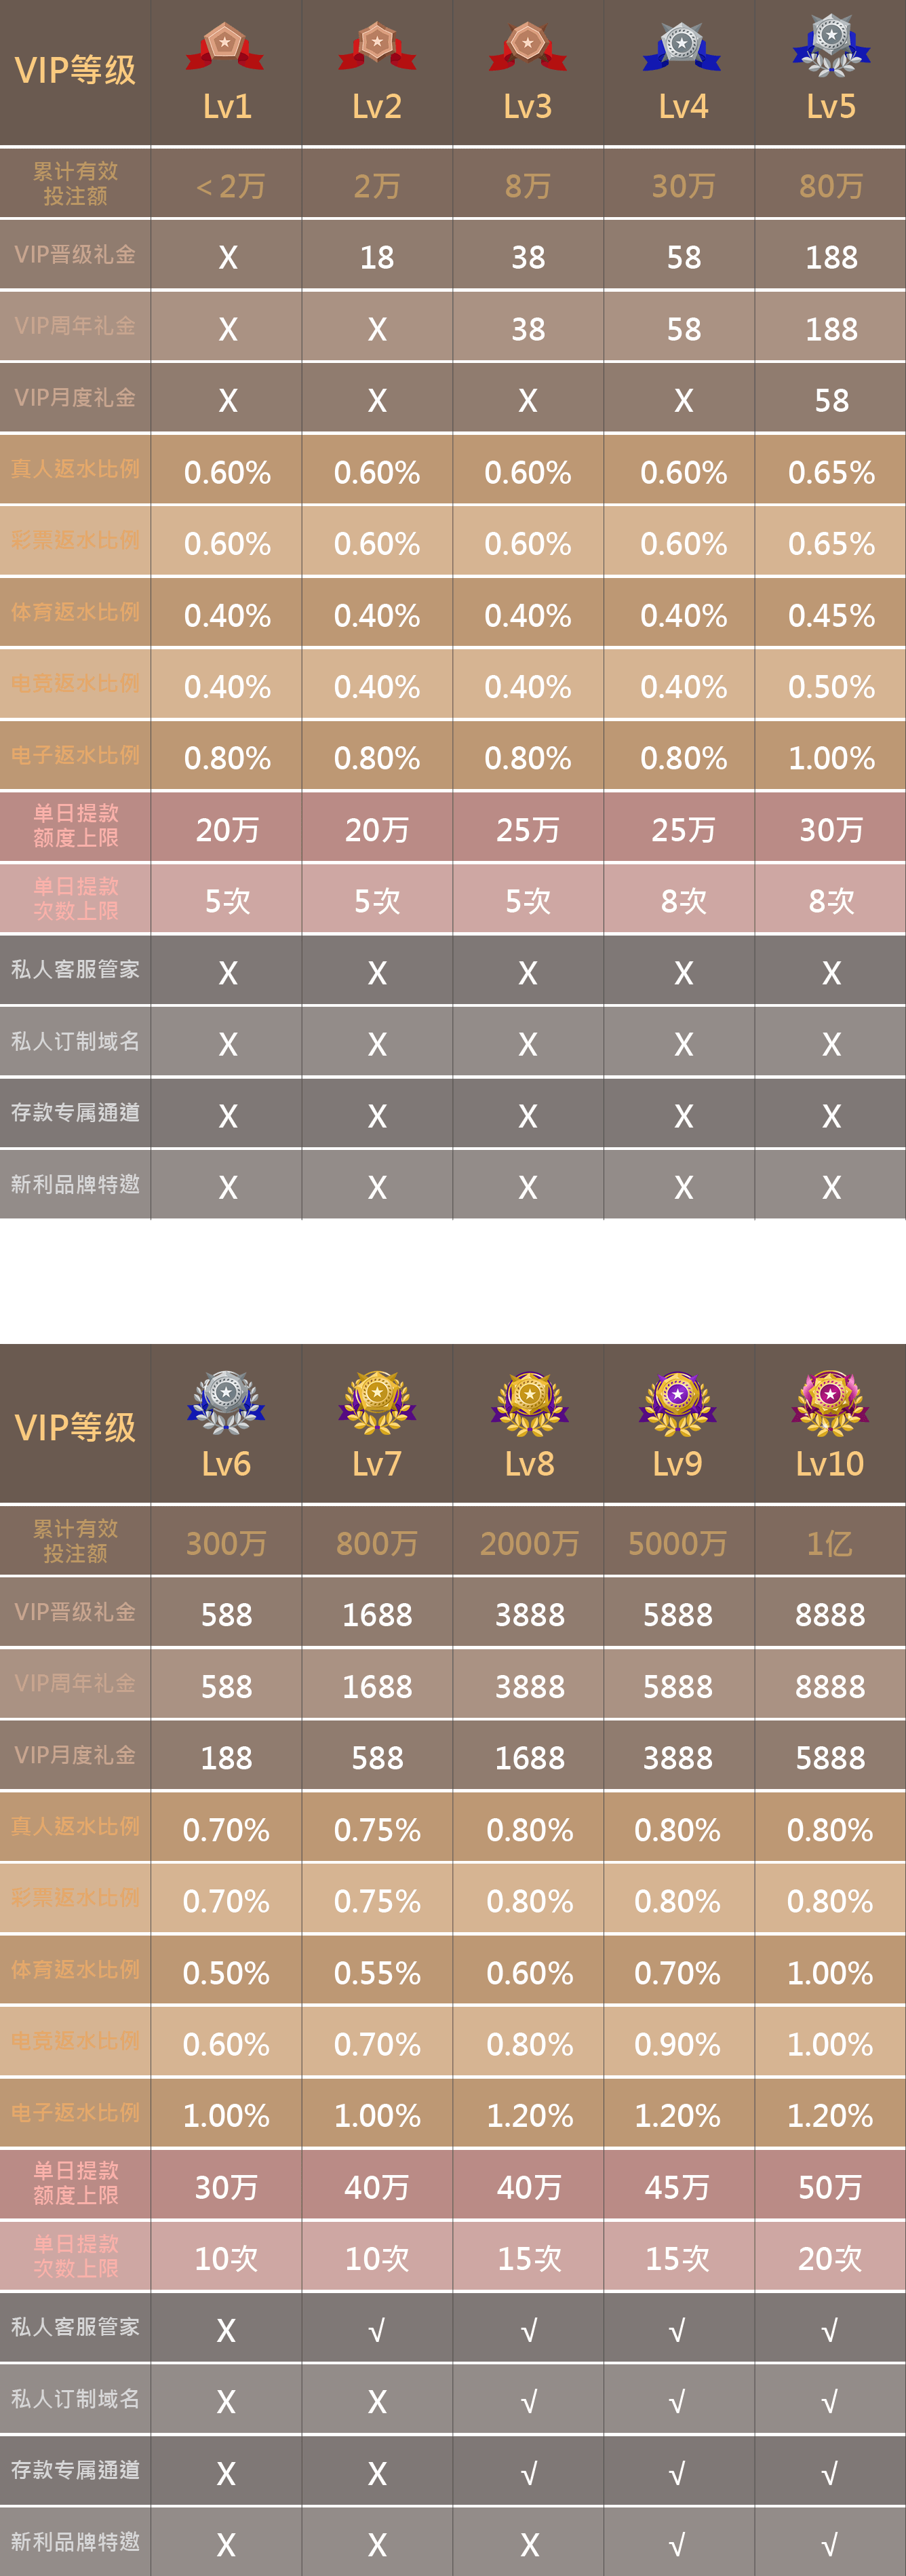 VIP等级 Lv1 Lv2 Lv3 Lv4 Lv5
累计有效
投注额 <2万 2万 8万 30万 80万
VIP晋级礼金 X 18 38 58 188
VIP周年礼金 X X 38 58 188
VIP月度礼金 X X X X 58
真人返水比例 0.60% 0.60% 0.60% 0.60% 0.65%
彩票返水比例 0.60% 0.60% 0.60% 0.60% 0.65%
体育返水比例 0.40% 0.40% 0.40% 0.40% 0.45%
电竞返水比例 0.40% 0.40% 0.40% 0.40% 0.50%
电子返水比例 0.80% 0.80% 0.80% 0.80% 1.00%
单日提款
额度上限 20万 20万 25万 25万 30万
单日提款
次数上限 5次 5次 5次 8次 8次
私人客服管家 X X X X X
私人订制域名 X X X X X
存款专属通道 X X X X X
新利品牌特邀 X X X X X
VIP等级 Lv6 Lv7 Lv8 Lv9 Lv10
累计有效
投注额 300万 800万 2000万 5000万 1亿
VIP晋级礼金 588 1688 3888 5888 8888
VIP周年礼金 588 1688 3888 5888 8888
VIP月度礼金 188 588 1688 3888 5888
真人返水比例 0.70% 0.75% 0.80% 0.80% 0.80%
彩票返水比例 0.70% 0.75% 0.80% 0.80% 0.80%
体育返水比例 0.50% 0.55% 0.60% 0.70% 1.00%
电竞返水比例 0.60% 0.70% 0.80% 0.90% 1.00%
电子返水比例 1.00% 1.00% 1.20% 1.20% 1.20%
单日提款
额度上限 30万 40万 40万 45万 50万
单日提款
次数上限 10次 10次 15次 15次 20次
私人客服管家 X √ √ √ √
私人订制域名 X X √ √ √
存款专属通道 X X √ √ √
新利品牌特邀 X X X √ √